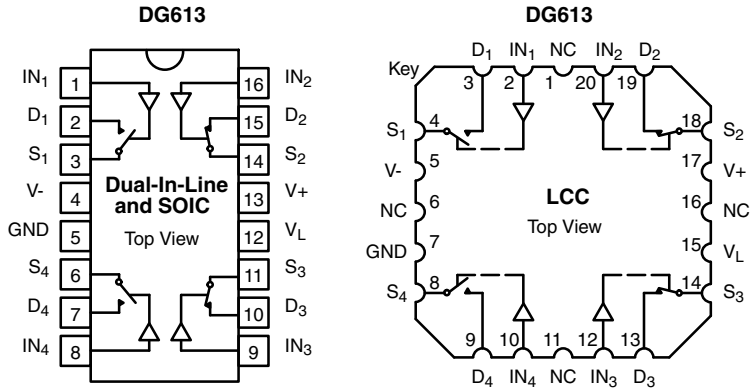 DG613
IN1 1 16 IN2
D1 2 15 D2
S1 3 14 S2
V- 4 13 V+
GND 5 12 VL
S4 6 11 S3
D4 7 10 D3
IN4 8 9 IN3
Dual-In-Line
and SOIC
Top View
DG613
D1 IN1 NC IN2 D2
Key 3 2 1 20 19
S1 4 18 S2
V- 5 17 V+
NC 6 16 NC
GND 7 15 VL
S4 8 14 S3
LCC
Top View
9 10 11 12 13
D4 IN4 NC IN3 D3